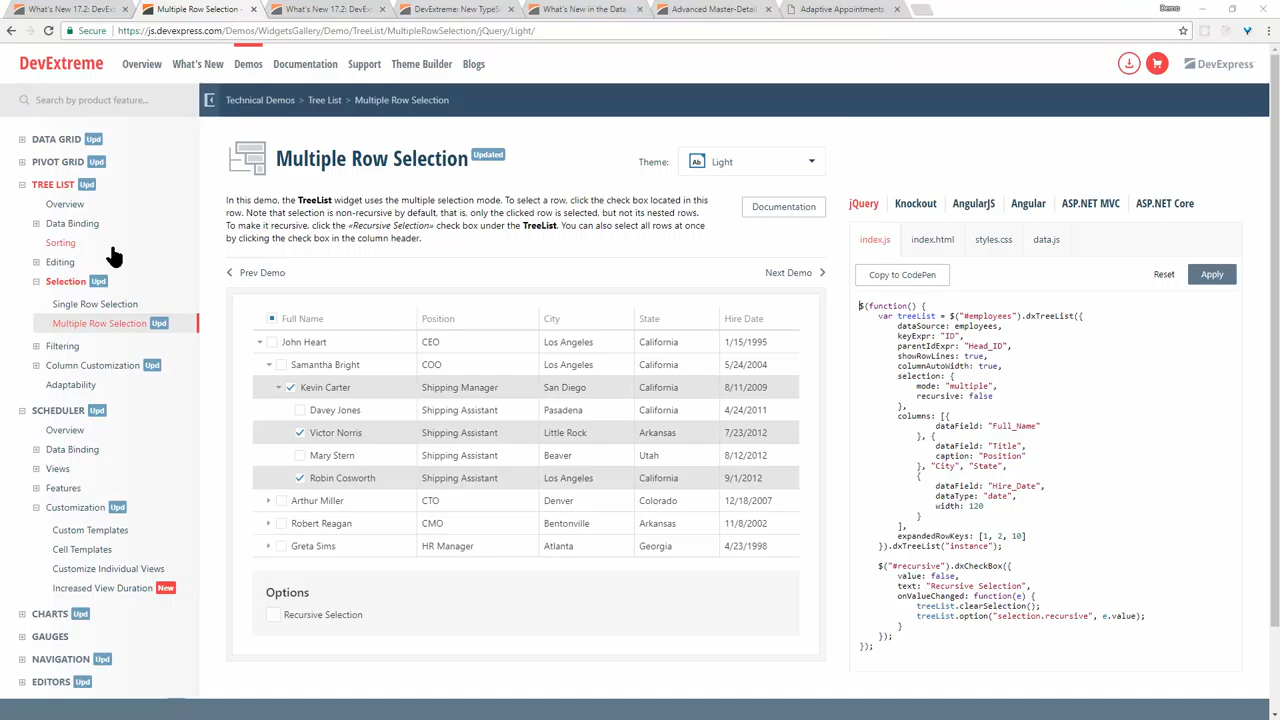 What's New 17.2: DevExt
Multiple Row Selection -
What's New 17.2: DevEx
DevExtreme: New TypeS
What's New in the Data
Advanced Master-Detail
Adaptive Appointments
Demo
Secure
https://js.devexpress.com/Demos/WidgetsGallery/Demo/TreeList/MultipleRowSelection/jQuery/Light/
DevExtreme
Overview
What's New
Demos
Documentation
Support
Theme Builder
Blogs
DevExpress
Search by product feature...
Technical Demos > Tree List > Multiple Row Selection
DATA GRID Upd
PIVOT GRID Upd
TREE LIST Upd
Overview
Data Binding
Sorting
Editing
Selection Upd
Single Row Selection
Multiple Row Selection Upd
Filtering
Column Customization Upd
Adaptability
SCHEDULER Upd
Overview
Data Binding
Views
Features
Customization Upd
Custom Templates
Cell Templates
Customize Individual Views
Increased View Duration New
CHARTS Upd
GAUGES
NAVIGATION Upd
EDITORS Upd
Multiple Row Selection Updated
Theme: Ab Light
In this demo, the TreeList widget uses the multiple selection mode. To select a row, click the check box located in this
row. Note that selection is non-recursive by default, that is, only the clicked row is selected, but not its nested rows.
To make it recursive, click the «Recursive Selection» check box under the TreeList. You can also select all rows at once
by clicking the check box in the column header.
Documentation
Prev Demo
Next Demo
Full Name Position City State Hire Date
John Heart CEO Los Angeles California 1/15/1995
Samantha Bright COO Los Angeles California 5/24/2004
Kevin Carter Shipping Manager San Diego California 8/11/2009
Davey Jones Shipping Assistant Pasadena California 4/24/2011
Victor Norris Shipping Assistant Little Rock Arkansas 7/23/2012
Mary Stern Shipping Assistant Beaver Utah 8/12/2012
Robin Cosworth Shipping Assistant Los Angeles California 9/1/2012
Arthur Miller CTO Denver Colorado 12/18/2007
Robert Reagan CMO Bentonville Arkansas 11/8/2002
Greta Sims HR Manager Atlanta Georgia 4/23/1998
Options
Recursive Selection
jQuery Knockout AngularJS Angular ASP.NET MVC ASP.NET Core
index.js index.html styles.css data.js
Copy to CodePen
Reset
Apply
$(function() {
var treeList = $("#employees").dxTreeList({
dataSource: employees,
keyExpr: "ID",
parentIdExpr: "Head_ID",
showRowLines: true,
columnAutoWidth: true,
selection: {
mode: "multiple",
recursive: false
},
columns: [{
dataField: "Full_Name"
}, {
dataField: "Title",
caption: "Position"
}, "City", "State",
{
dataField: "Hire_Date",
dataType: "date",
width: 120
}
],
expandedRowKeys: [1, 2, 10]
}).dxTreeList("instance");
$("#recursive").dxCheckBox({
value: false,
text: "Recursive Selection",
onValueChanged: function(e) {
treeList.clearSelection();
treeList.option("selection.recursive", e.value);
}
});
});